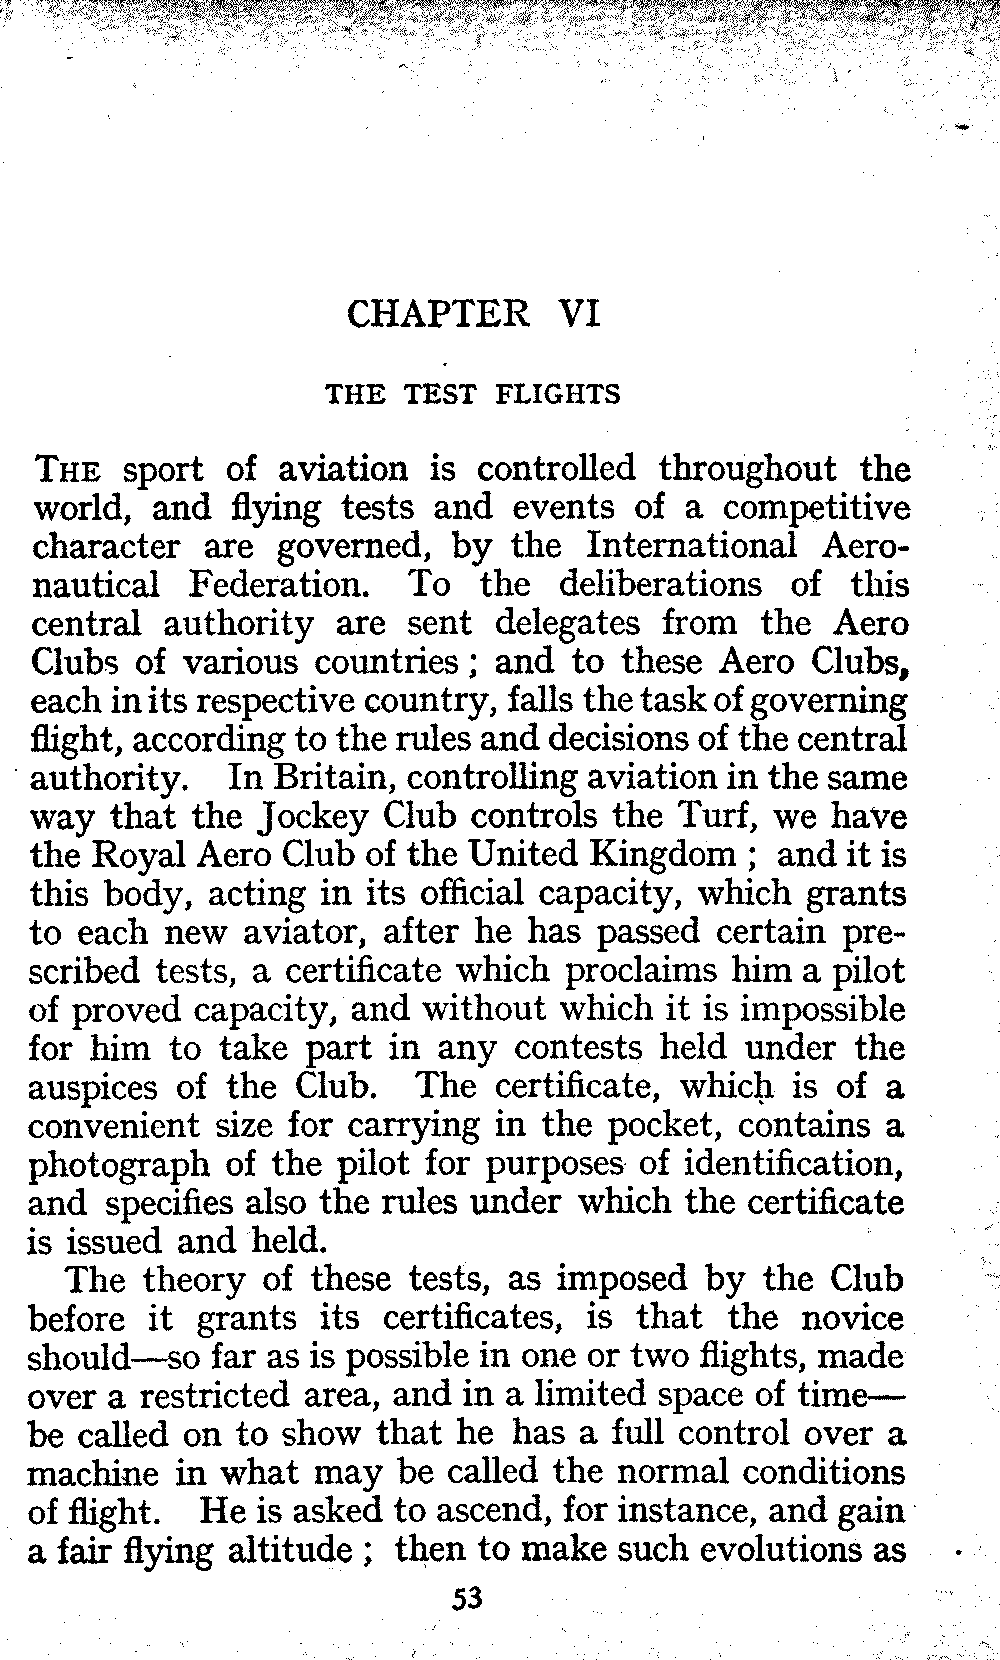 CHAPTER VI
THE TEST FLIGHTS
THE sport of aviation is controlled throughout the
world, and flying tests and events of a competitive
character are governed, by the International Aero-
nautical Federation. To the deliberations of this
central authority are sent delegates from the Aero
Clubs of various countries ; and to these Aero Clubs,
each in its respective country, falls the task of governing
flight, according to the rules and decisions of the central
authority. In Britain, controlling aviation in the same
way that the Jockey Club controls the Turf, we have
the Royal Aero Club of the United Kingdom ; and it is
this body, acting in its official capacity, which grants
to each new aviator, after he has passed certain pre-
scribed tests, a certificate which proclaims him a pilot
of proved capacity, and without which it is impossible
for him to take part in any contests held under the
auspices of the Club. The certificate, which is of a
convenient size for carrying in the pocket, contains a
photograph of the pilot for purposes of identification,
and specifies also the rules under which the certificate
is issued and held.
The theory of these tests, as imposed by the Club
before it grants its certificates, is that the novice
should—so far as is possible in one or two flights, made
over a restricted area, and in a limited space of time—
be called on to show that he has a full control over a
machine in what may be called the normal conditions
of flight. He is asked to ascend, for instance, and gain
a fair flying altitude ; then to make such evolutions as
53